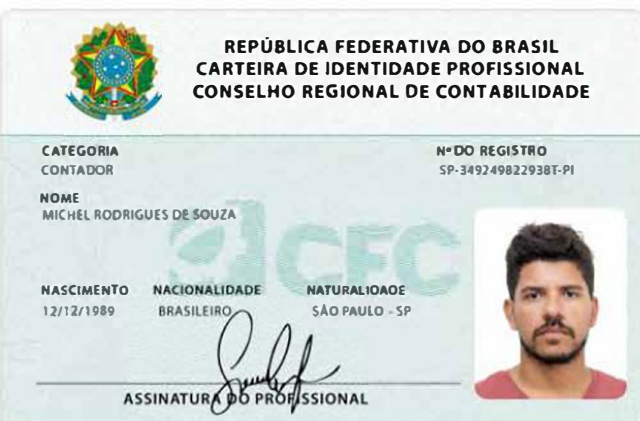 REPÚBLICA FEDERATIVA DO BRASIL
CARTEIRA DE IDENTIDADE PROFISSIONAL
CONSELHO REGIONAL DE CONTABILIDADE
CATEGORIA
CONTADOR
Nº DO REGISTRO
SP-349249822938T-PI
NOME
MICHEL RODRIGUES DE SOUZA
CFC
NASCIMENTO NACIONALIDADE NATURALIDADE
12/12/1989 BRASILEIRO SÃO PAULO - SP
ASSINATURA DO PROFISSIONAL